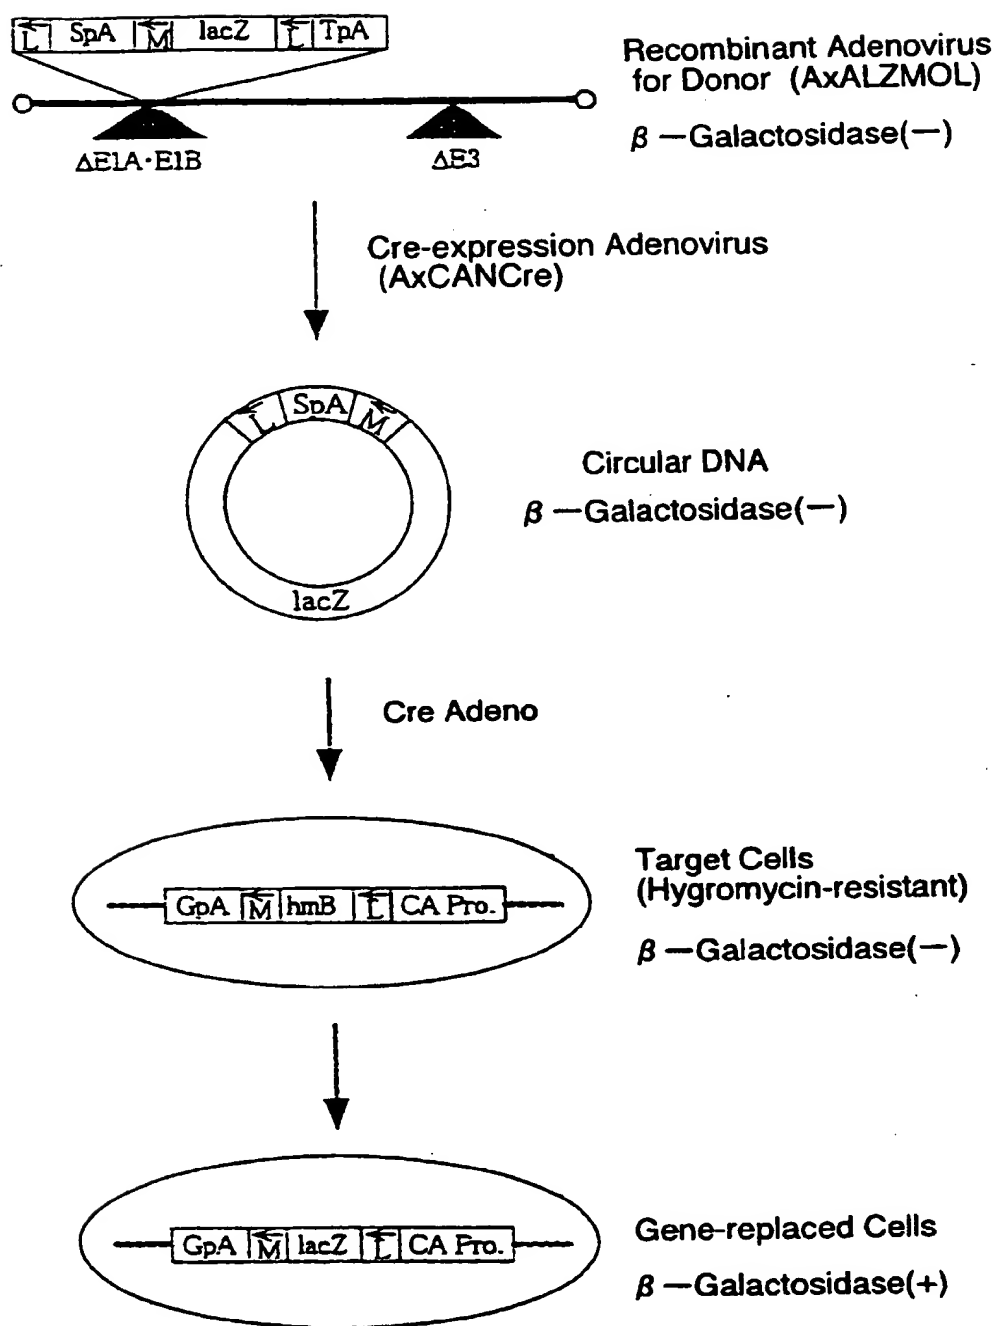 L SpA M lacZ L TpA
Recombinant Adenovirus
for Donor (AxALZMOL)
β-Galactosidase(-)
ΔE1A·E1B
ΔE3
Cre-expression Adenovirus
(AxCANCre)
L SpA M
lacZ
Circular DNA
β-Galactosidase(-)
Cre Adeno
Target Cells
(Hygromycin-resistant)
GpA M hmB L CA Pro.
β-Galactosidase(-)
Gene-replaced Cells
GpA M lacZ L CA Pro.
β-Galactosidase(+)